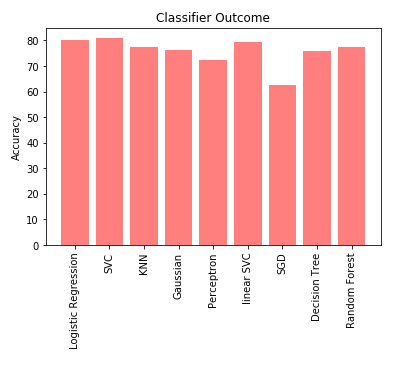 Classifier Outcome
Accuracy
80
70
60
50
40
30
20
10
0
Logistic Regression
SVC
KNN
Gaussian
Perceptron
linear SVC
SGD
Decision Tree
Random Forest